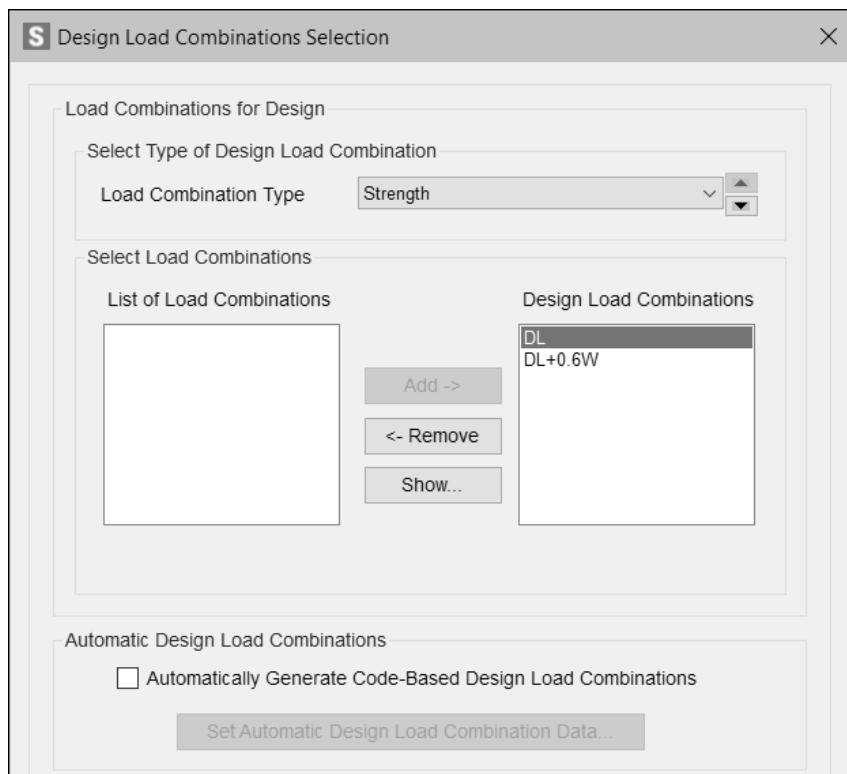 S Design Load Combinations Selection
Load Combinations for Design
Select Type of Design Load Combination
Load Combination Type Strength
Select Load Combinations
List of Load Combinations Design Load Combinations
DL
DL+0.6W
Add ->
<- Remove
Show...
Automatic Design Load Combinations
Automatically Generate Code-Based Design Load Combinations
Set Automatic Design Load Combination Data...